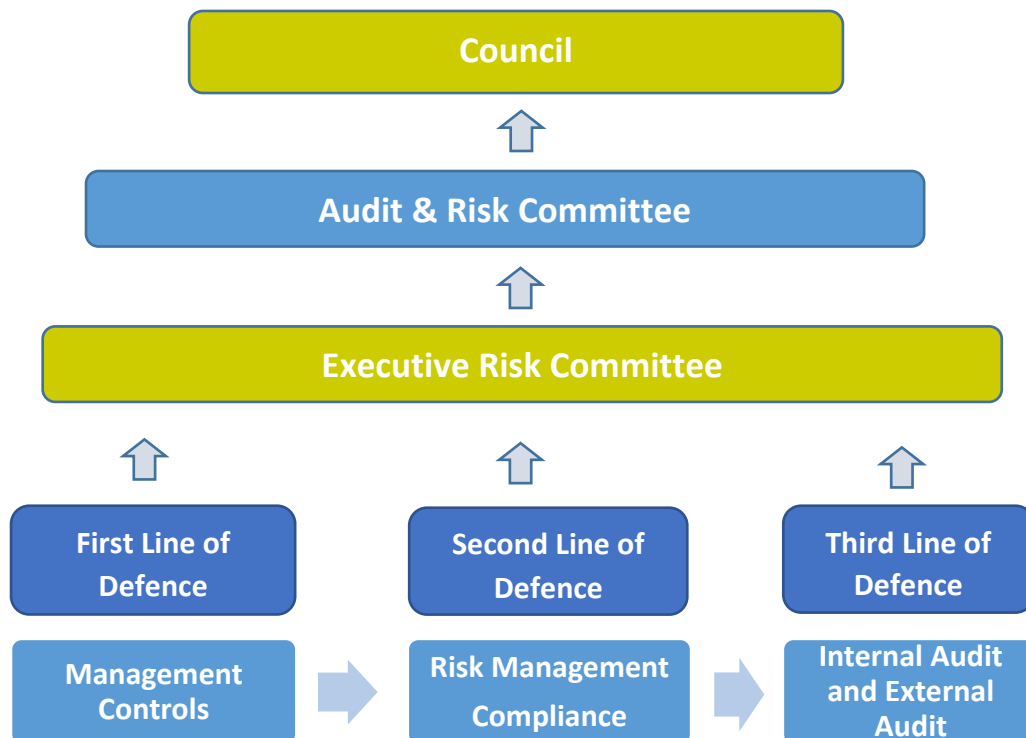 Council
Audit & Risk Committee
Executive Risk Committee
First Line of
Defence
Second Line of
Defence
Third Line of
Defence
Management
Controls
Risk Management
Compliance
Internal Audit
and External
Audit